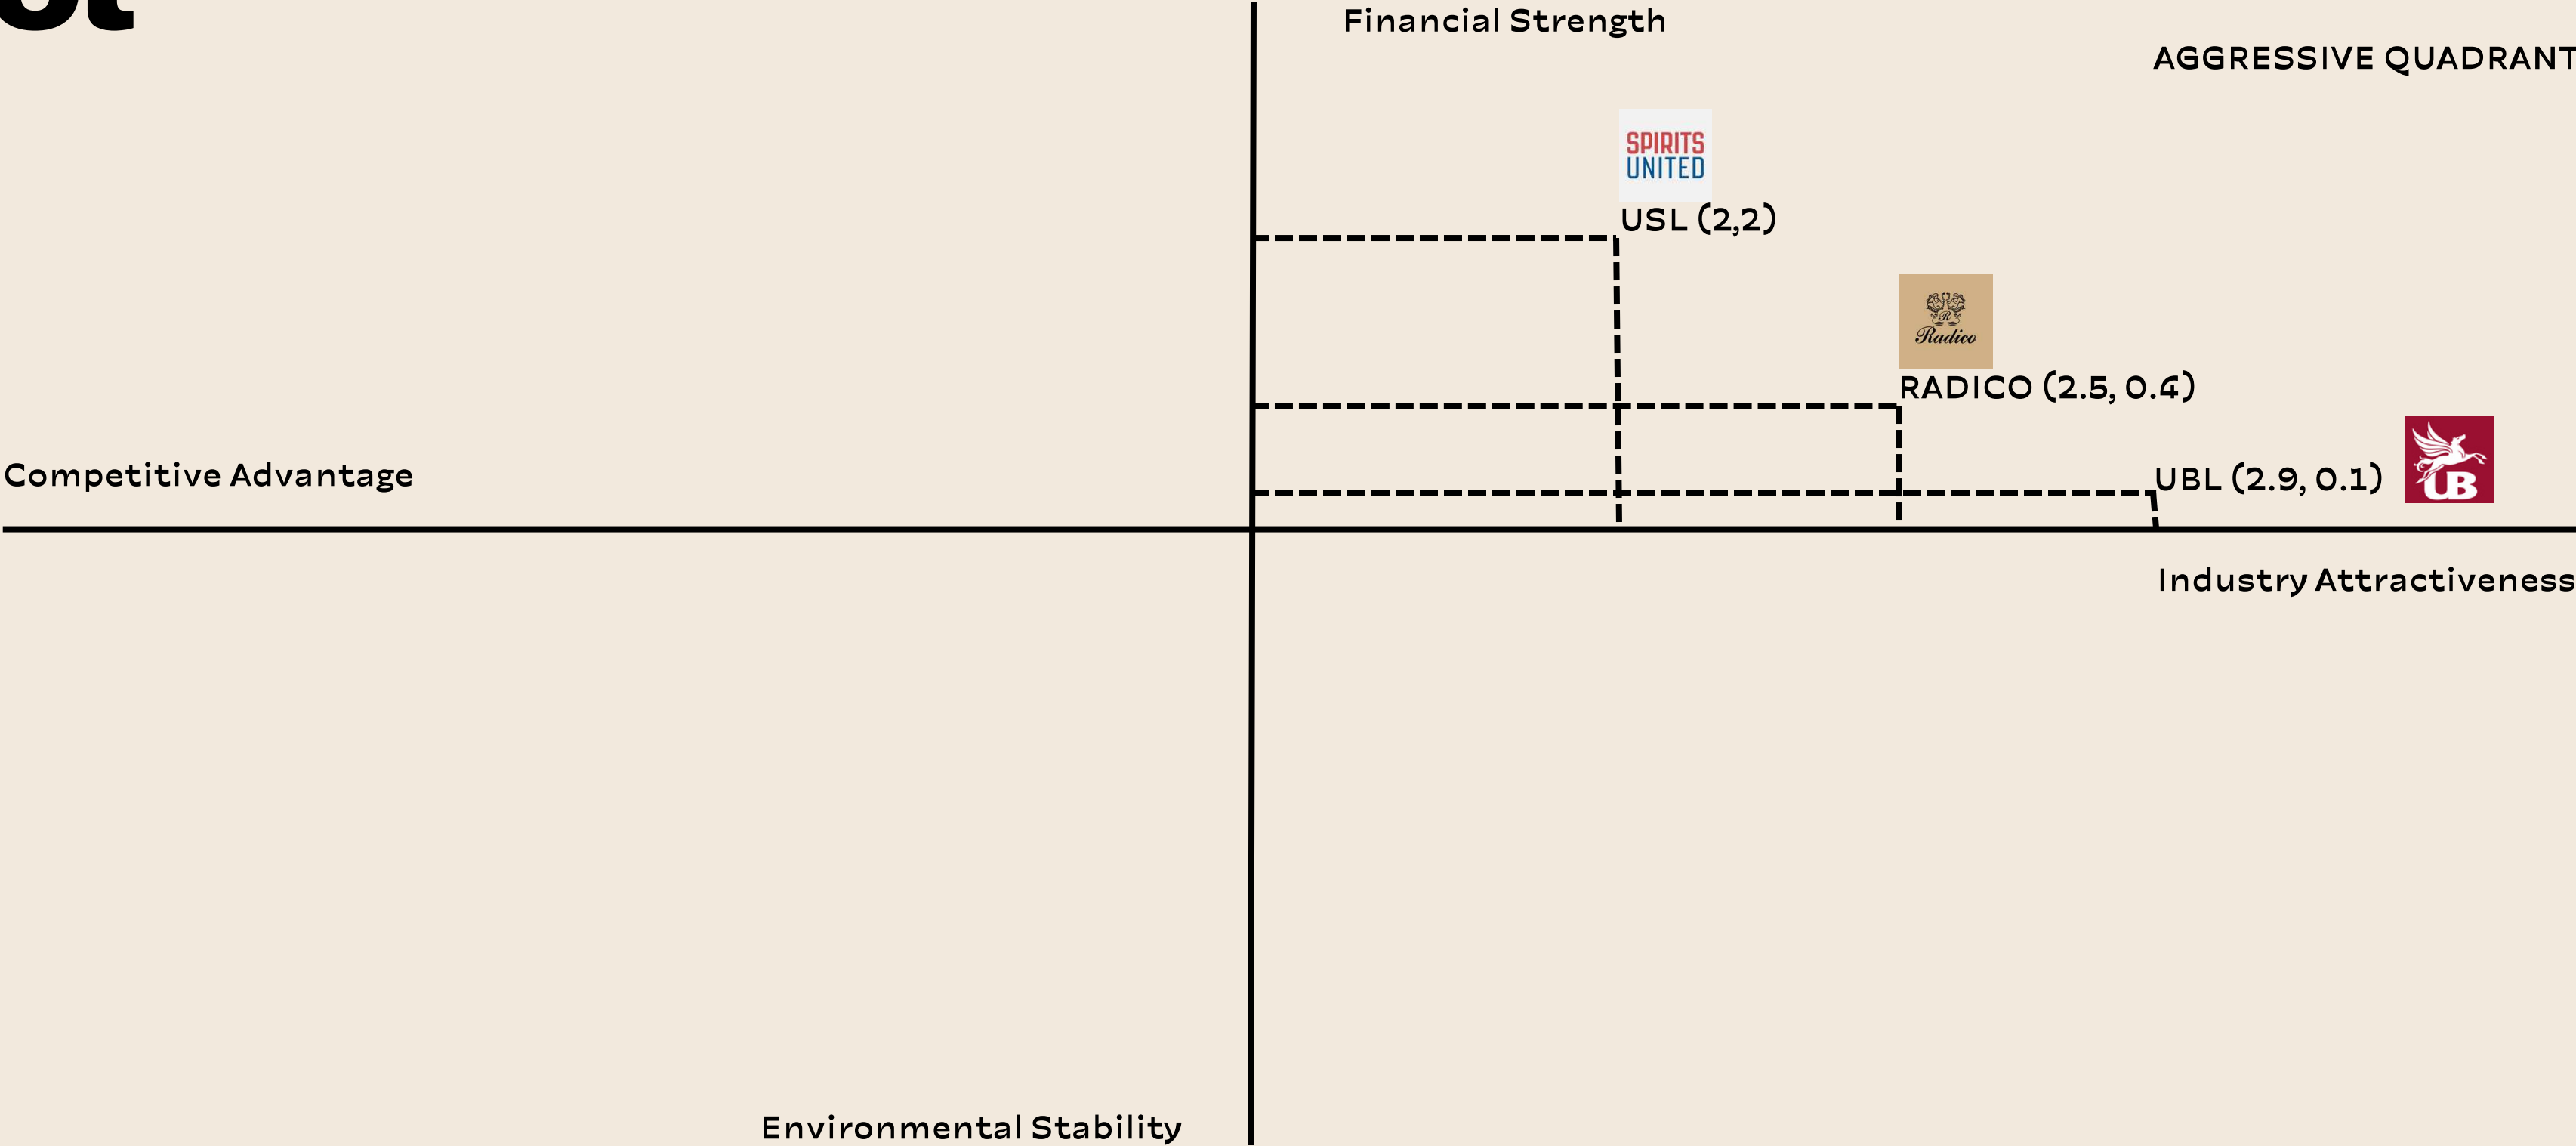 Financial Strength
AGGRESSIVE QUADRANT
SPIRITS
UNITED
USL (2,2)
R
Radico
RADICO (2.5, 0.4)
Competitive Advantage
UBL (2.9, 0.1)
UB
Industry Attractiveness
Environmental Stability